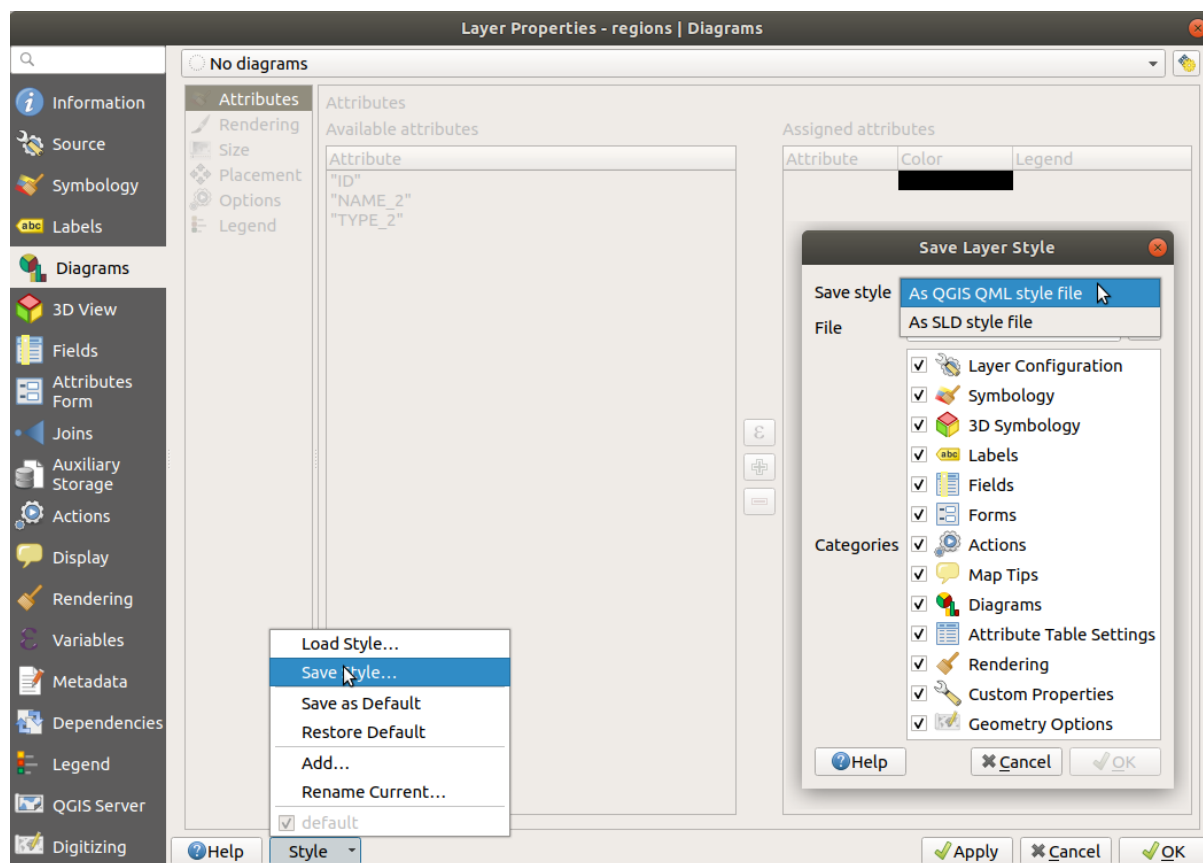 Layer Properties - regions | Diagrams
No diagrams
Information
Source
Symbology
abc Labels
Diagrams
3D View
Fields
Attributes
Form
Joins
Auxiliary
Storage
Actions
Display
Rendering
Variables
Metadata
Dependencies
Legend
QGIS Server
Digitizing
Attributes
Rendering
Size
Placement
Options
Legend
Attributes
Available attributes
Attribute
"ID"
"NAME_2"
"TYPE_2"
Assigned attributes
Attribute Color Legend
ε
Save Layer Style
Save style As QGIS QML style file
As SLD style file
File
Categories
Layer Configuration
Symbology
3D Symbology
abc Labels
Fields
Forms
Actions
Map Tips
Diagrams
Attribute Table Settings
Rendering
Custom Properties
Geometry Options
Help Cancel OK
Load Style...
Save Style...
Save as Default
Restore Default
Add...
Rename Current...
default
Help Style Apply Cancel OK